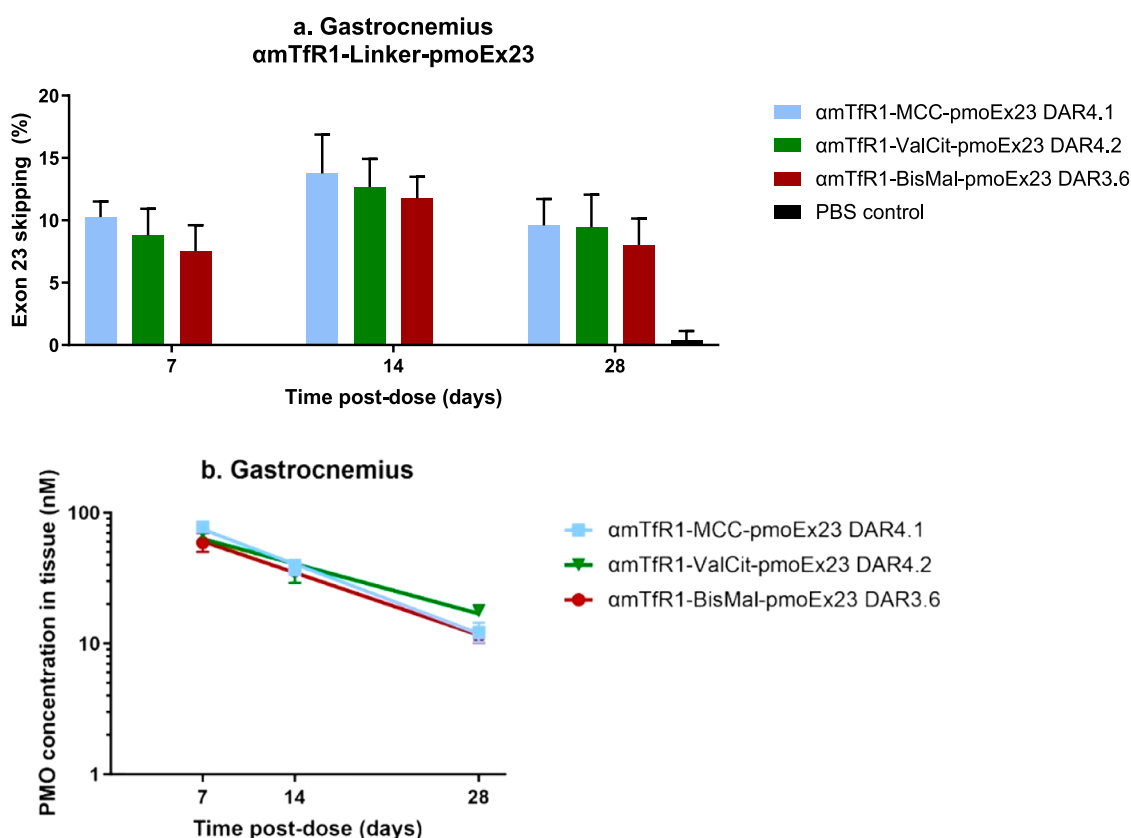 a. Gastrocnemius
αmTfR1-Linker-pmoEx23
Exon 23 skipping (%)
20
15
10
5
0
7
14
28
Time post-dose (days)
αmTfR1-MCC-pmoEx23 DAR4.1
αmTfR1-ValCit-pmoEx23 DAR4.2
αmTfR1-BisMal-pmoEx23 DAR3.6
PBS control
b. Gastrocnemius
PMO concentration in tissue (nM)
100
10
1
7
14
28
Time post-dose (days)
αmTfR1-MCC-pmoEx23 DAR4.1
αmTfR1-ValCit-pmoEx23 DAR4.2
αmTfR1-BisMal-pmoEx23 DAR3.6